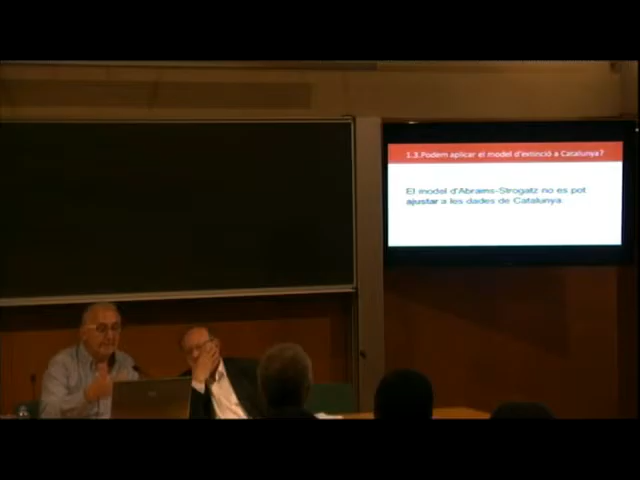 1.3.Podem aplicar el model d'extinció a Catalunya?
El model d'Abrams-Strogatz no es pot
ajustar a les dades de Catalunya